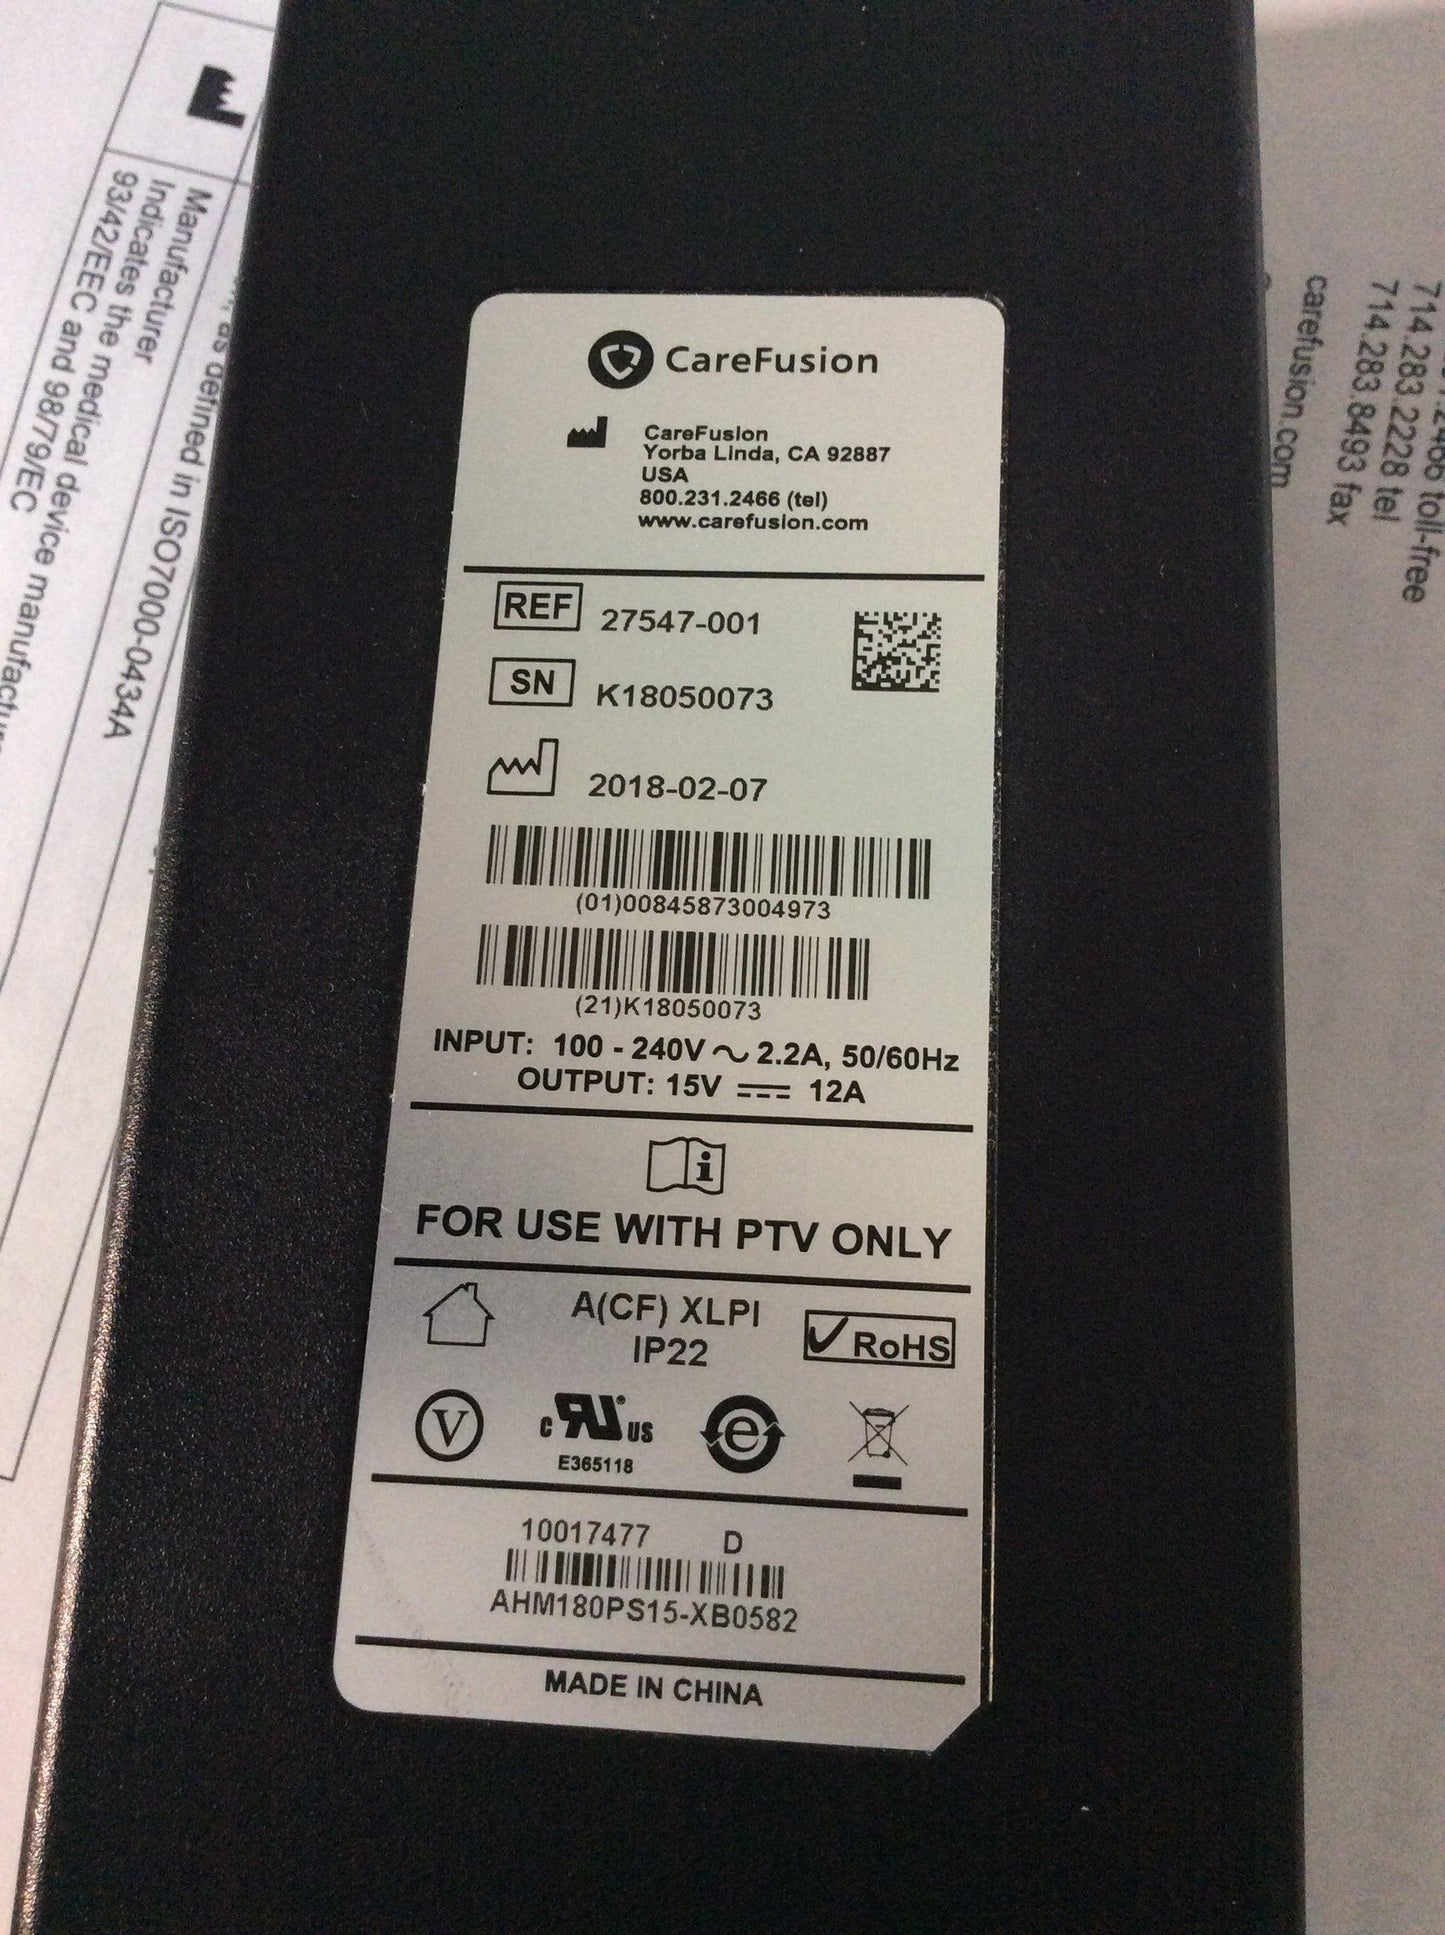 CareFusion
CareFusion
Yorba Linda, CA 92887
USA
800.231.2466 (tel)
www.carefusion.com
REF 27547-001
SN K18050073
2018-02-07
(01)00845873004973
(21)K18050073
INPUT: 100 - 240V ~ 2.2A, 50/60Hz
OUTPUT: 15V ⎓ 12A
i
FOR USE WITH PTV ONLY
A(CF) XLPI
IP22
✓RoHS
V
c RU® US
E365118
e
10017477 D
AHM180PS15-XB0582
MADE IN CHINA
as defined in ISO7000-0434A
Manufacturer
Indicates the medical device
93/42/EEC and 98/79/EC
toll-free
714.283.2228 tel
714.283.8493 fax
carefusion.com